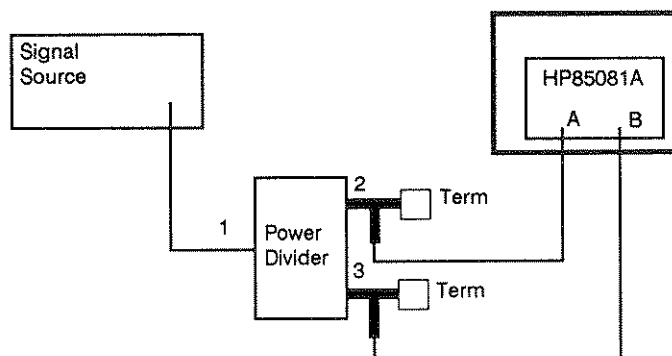 Signal
Source
HP85081A
A B
2
Term
1
Power
Divider
3
Term